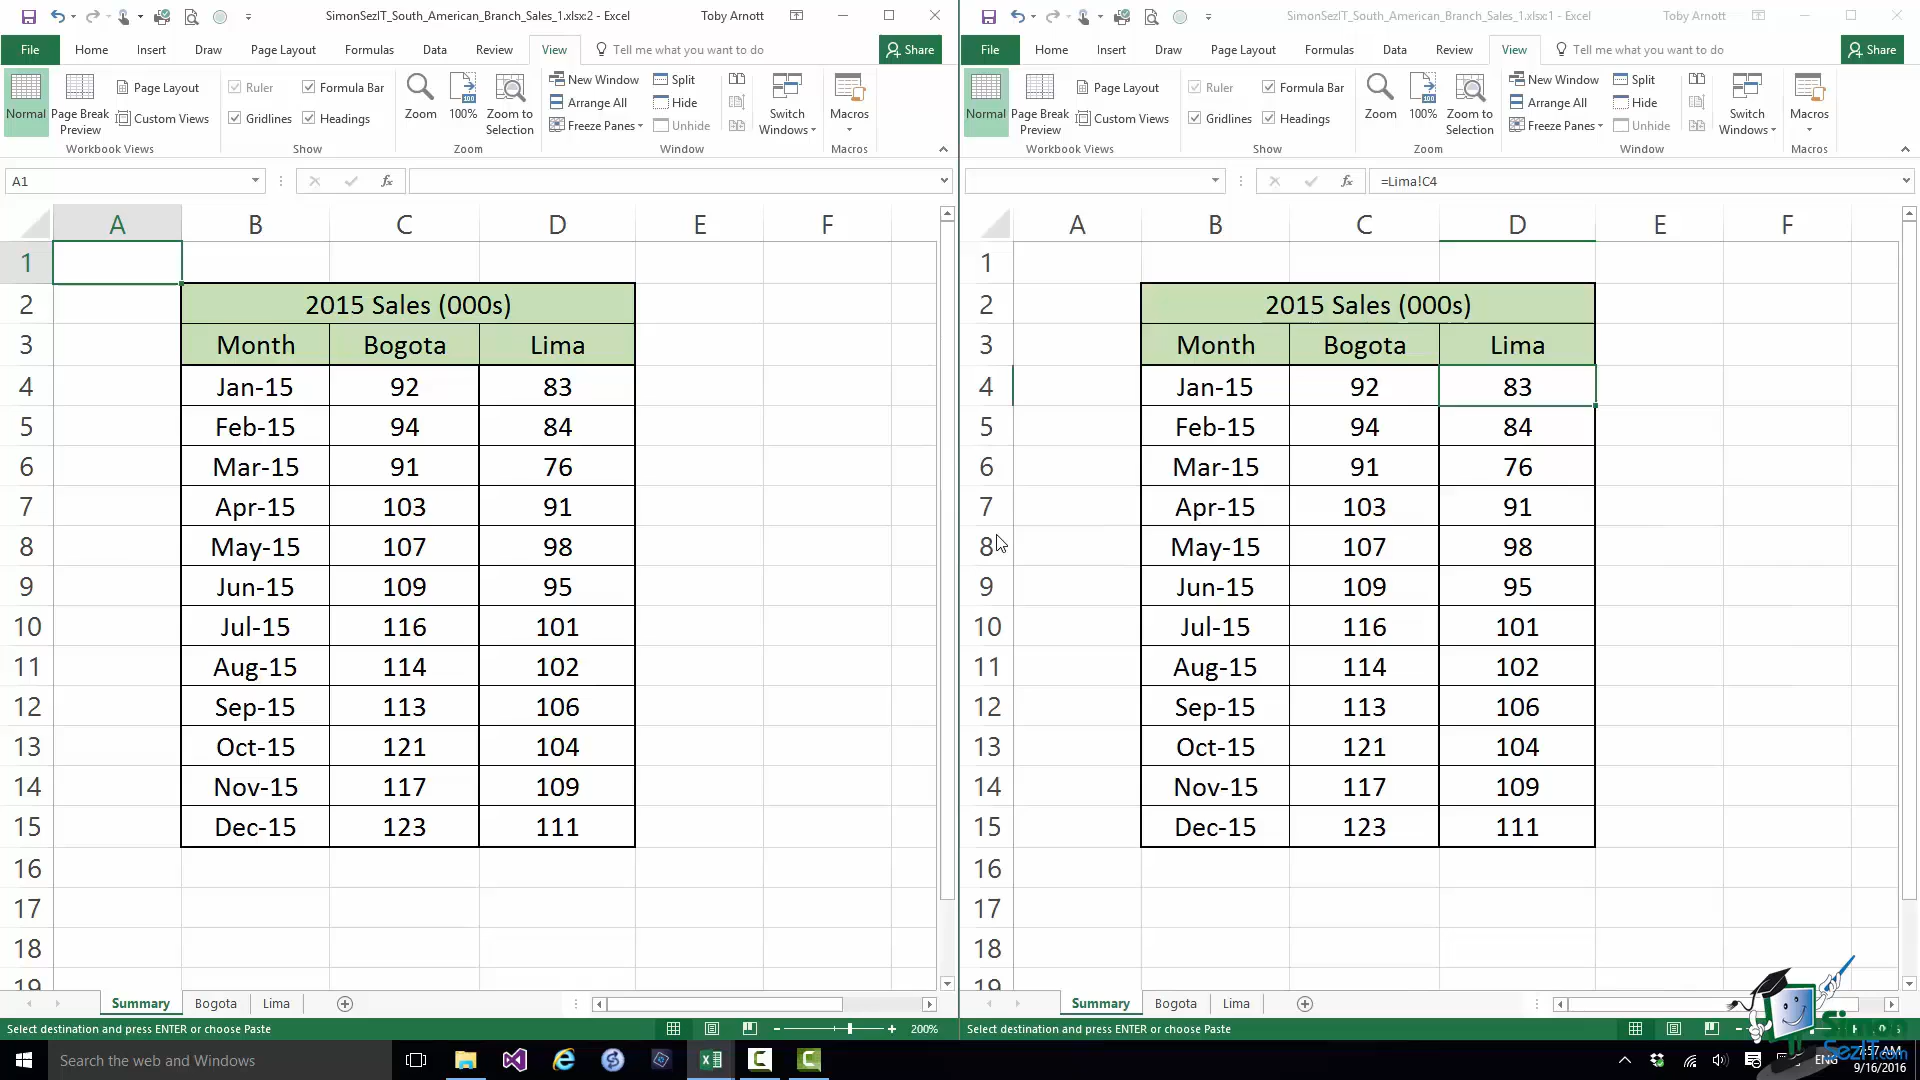 SimonSezIT_South_American_Branch_Sales_1.xlsx:2 - Excel
Toby Arnott
File Home Insert Draw Page Layout Formulas Data Review View Tell me what you want to do Share
Normal
Page Break Preview
Page Layout
Custom Views
Workbook Views
Ruler
Formula Bar
Gridlines
Headings
Show
Zoom
100%
Zoom to Selection
Zoom
New Window
Arrange All
Freeze Panes
Split
Hide
Unhide
Window
Switch Windows
Macros
Macros
A1
fx
A B C D E F
1
2 2015 Sales (000s)
3 Month Bogota Lima
4 Jan-15 92 83
5 Feb-15 94 84
6 Mar-15 91 76
7 Apr-15 103 91
8 May-15 107 98
9 Jun-15 109 95
10 Jul-15 116 101
11 Aug-15 114 102
12 Sep-15 113 106
13 Oct-15 121 104
14 Nov-15 117 109
15 Dec-15 123 111
16
17
18
19
Summary Bogota Lima
Select destination and press ENTER or choose Paste
200%
SimonSezIT_South_American_Branch_Sales_1.xlsx:1 - Excel
Toby Arnott
File Home Insert Draw Page Layout Formulas Data Review View Tell me what you want to do Share
Normal
Page Break Preview
Page Layout
Custom Views
Workbook Views
Ruler
Formula Bar
Gridlines
Headings
Show
Zoom
100%
Zoom to Selection
Zoom
New Window
Arrange All
Freeze Panes
Split
Hide
Unhide
Window
Switch Windows
Macros
Macros
fx
=Lima!C4
A B C D E F
1
2 2015 Sales (000s)
3 Month Bogota Lima
4 Jan-15 92 83
5 Feb-15 94 84
6 Mar-15 91 76
7 Apr-15 103 91
8 May-15 107 98
9 Jun-15 109 95
10 Jul-15 116 101
11 Aug-15 114 102
12 Sep-15 113 106
13 Oct-15 121 104
14 Nov-15 117 109
15 Dec-15 123 111
16
17
18
19
Summary Bogota Lima
Select destination and press ENTER or choose Paste
Search the web and Windows
ENG
9/16/2016
Simon
SezIT.com